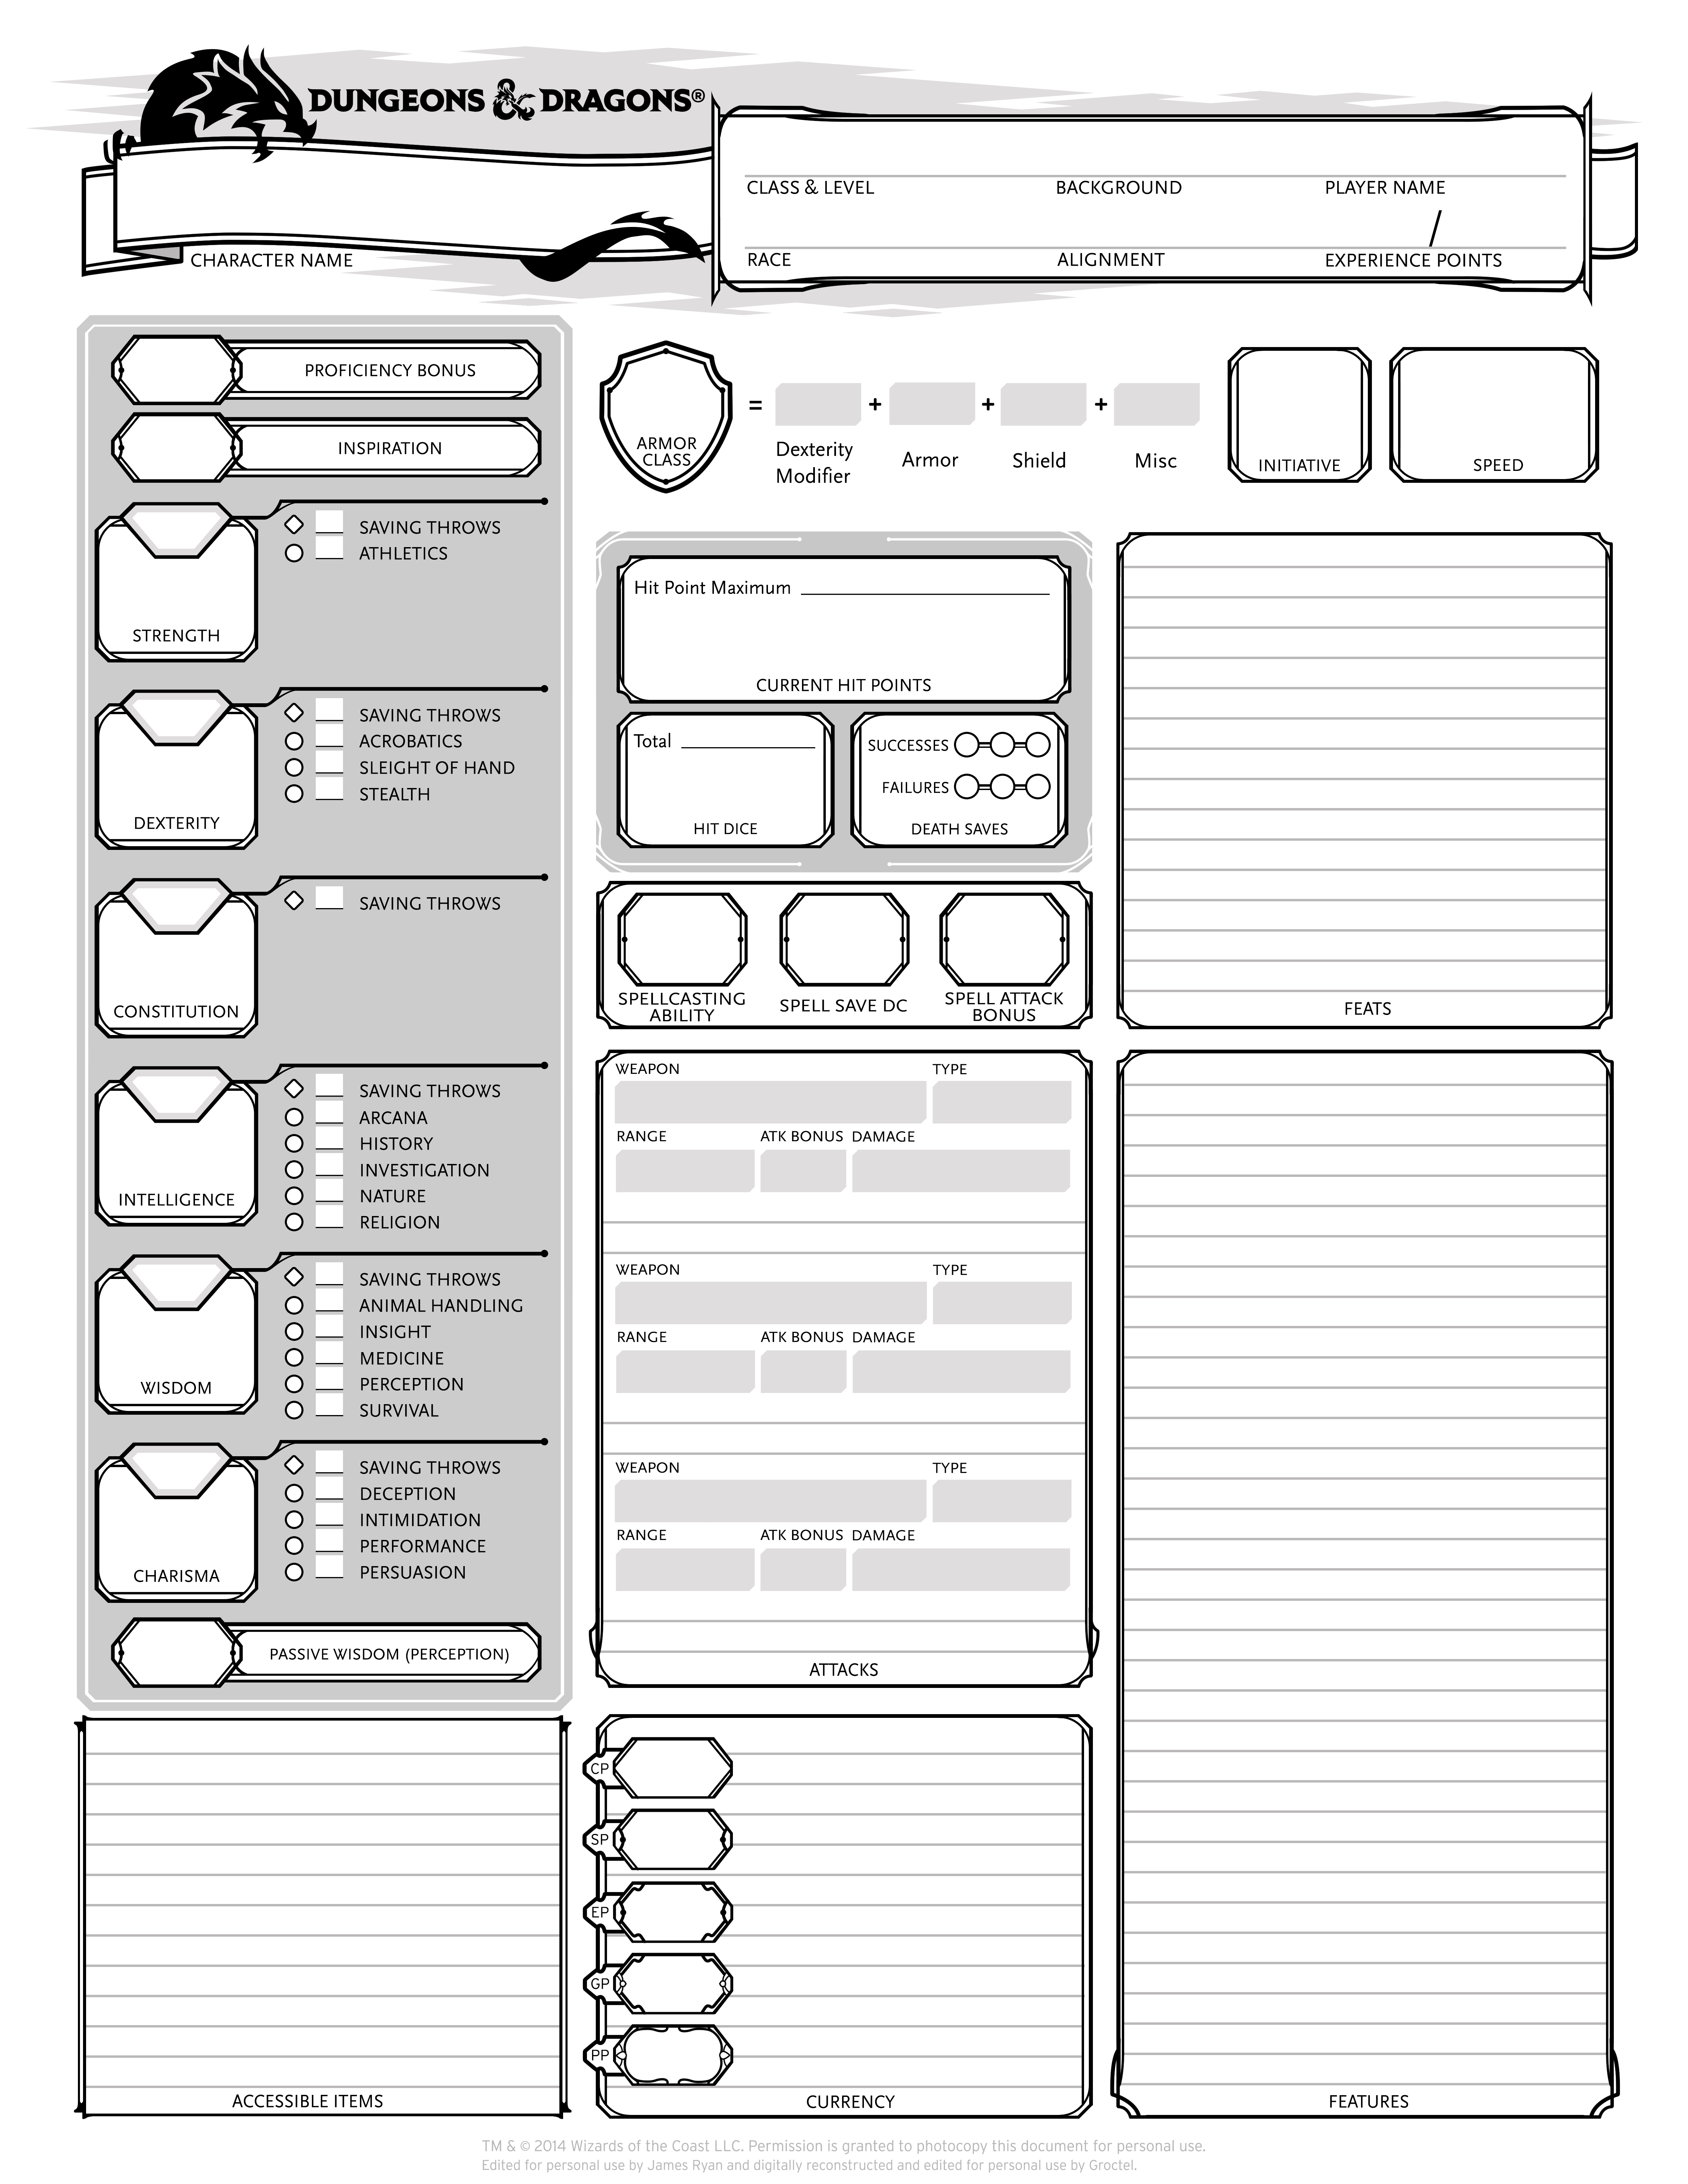 DUNGEONS & DRAGONS®
CLASS & LEVEL BACKGROUND PLAYER NAME
/
CHARACTER NAME
RACE ALIGNMENT EXPERIENCE POINTS
PROFICIENCY BONUS
INSPIRATION
STRENGTH
SAVING THROWS
ATHLETICS
DEXTERITY
SAVING THROWS
ACROBATICS
SLEIGHT OF HAND
STEALTH
CONSTITUTION
SAVING THROWS
INTELLIGENCE
SAVING THROWS
ARCANA
HISTORY
INVESTIGATION
NATURE
RELIGION
WISDOM
SAVING THROWS
ANIMAL HANDLING
INSIGHT
MEDICINE
PERCEPTION
SURVIVAL
CHARISMA
SAVING THROWS
DECEPTION
INTIMIDATION
PERFORMANCE
PERSUASION
PASSIVE WISDOM (PERCEPTION)
ACCESSIBLE ITEMS
ARMOR
CLASS
= + + +
Dexterity
Modifier
Armor
Shield
Misc
INITIATIVE
SPEED
Hit Point Maximum
CURRENT HIT POINTS
Total
HIT DICE
SUCCESSES
FAILURES
DEATH SAVES
SPELLCASTING
ABILITY
SPELL SAVE DC
SPELL ATTACK
BONUS
WEAPON TYPE
RANGE ATK BONUS DAMAGE
WEAPON TYPE
RANGE ATK BONUS DAMAGE
WEAPON TYPE
RANGE ATK BONUS DAMAGE
ATTACKS
CP
SP
EP
GP
PP
CURRENCY
FEATS
FEATURES
TM & © 2014 Wizards of the Coast LLC. Permission is granted to photocopy this document for personal use.
Edited for personal use by James Ryan and digitally reconstructed and edited for personal use by Groctel.